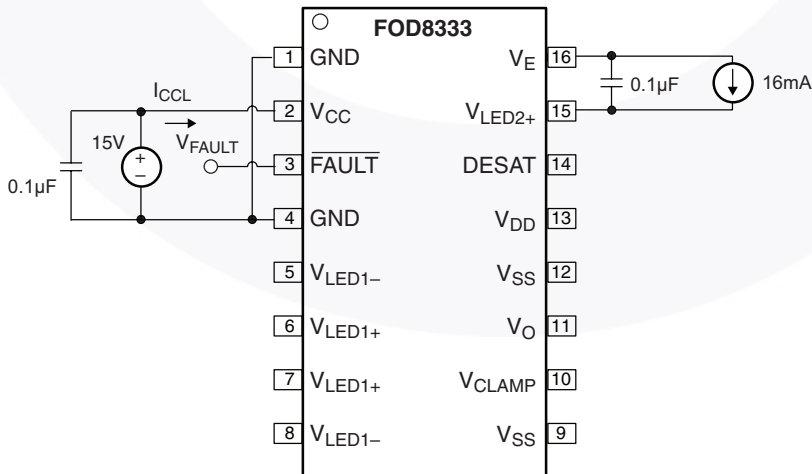 FOD8333
1 GND
V_E 16
I_CCL
0.1µF
16mA
2 V_CC
V_LED2+ 15
15V
+
−
V_FAULT
3 FAULT
DESAT 14
0.1µF
4 GND
V_DD 13
5 V_LED1−
V_SS 12
6 V_LED1+
V_O 11
7 V_LED1+
V_CLAMP 10
8 V_LED1−
V_SS 9